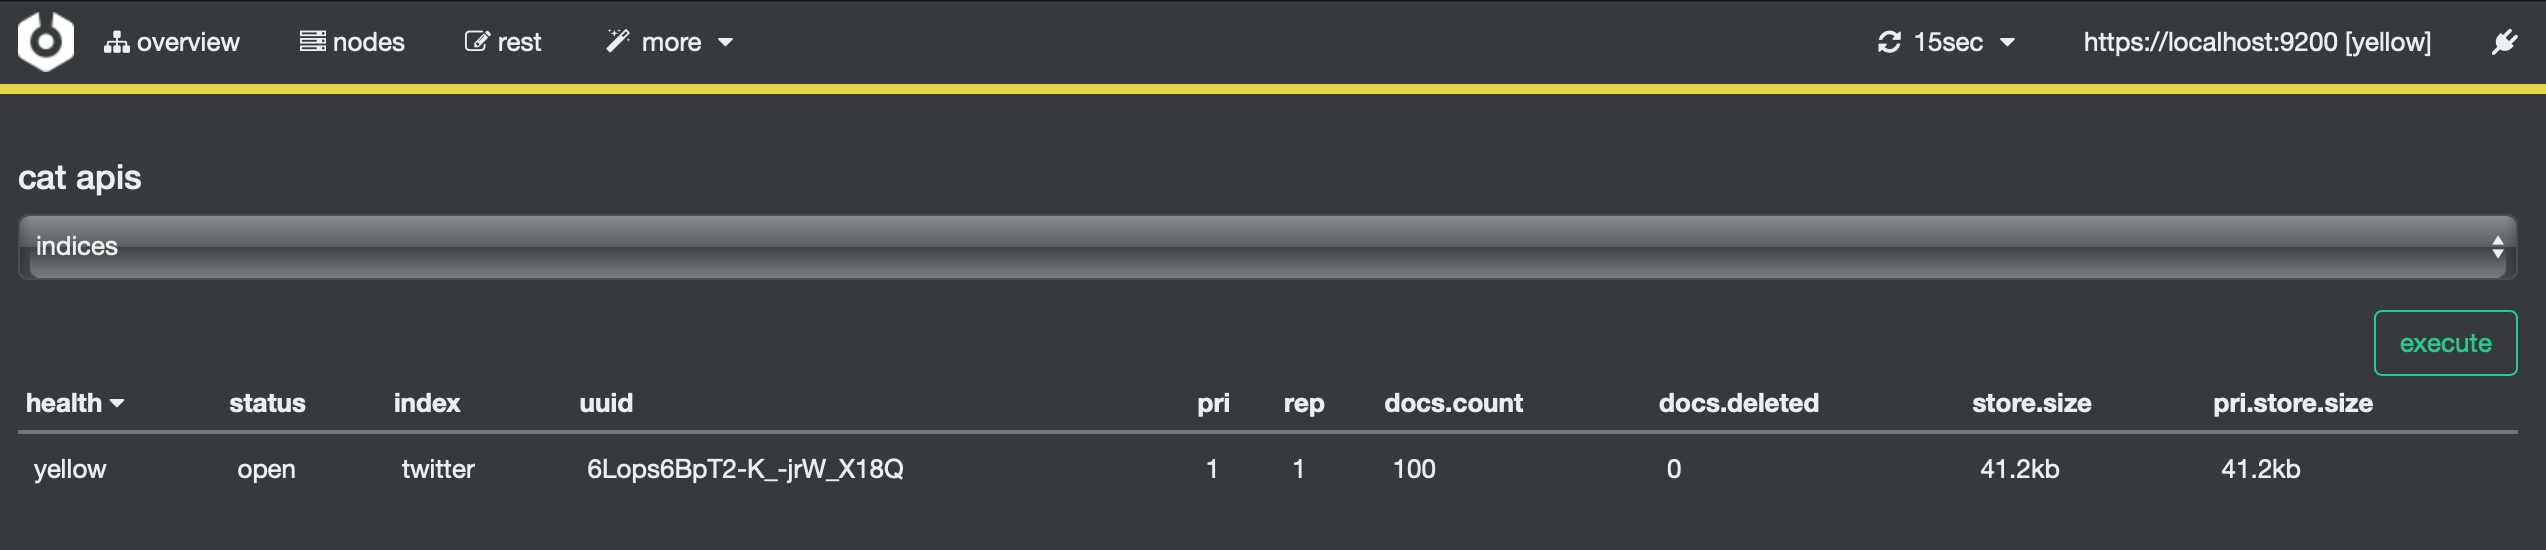 overview nodes rest more 15sec https://localhost:9200 [yellow]
cat apis
indices
execute
health status index uuid pri rep docs.count docs.deleted store.size pri.store.size
yellow open twitter 6Lops6BpT2-K_-jrW_X18Q 1 1 100 0 41.2kb 41.2kb